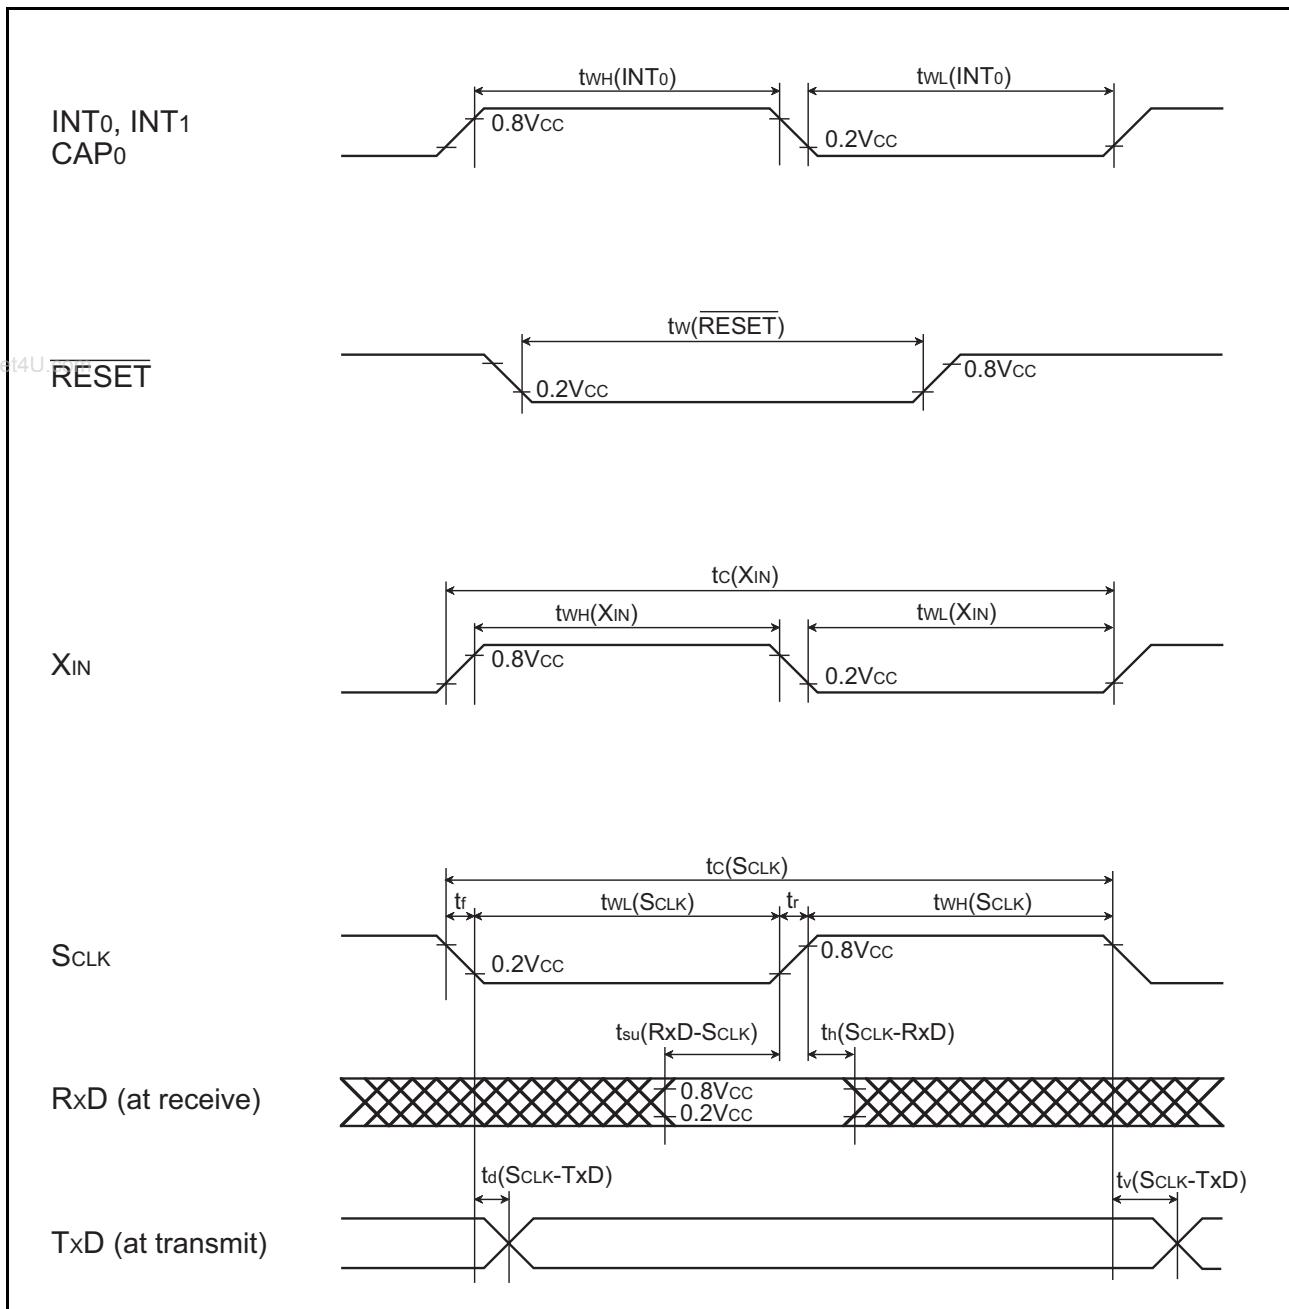 tWH(INT0)
tWL(INT0)
INT0, INT1
CAP0
0.8VCC
0.2VCC
tW(RESET)
RESET
0.2VCC
0.8VCC
tC(XIN)
tWH(XIN)
tWL(XIN)
XIN
0.8VCC
0.2VCC
tC(SCLK)
tf
tWL(SCLK)
tr
tWH(SCLK)
SCLK
0.2VCC
0.8VCC
tsu(RxD-SCLK)
th(SCLK-RxD)
RXD (at receive)
0.8VCC
0.2VCC
td(SCLK-TxD)
tv(SCLK-TxD)
TXD (at transmit)